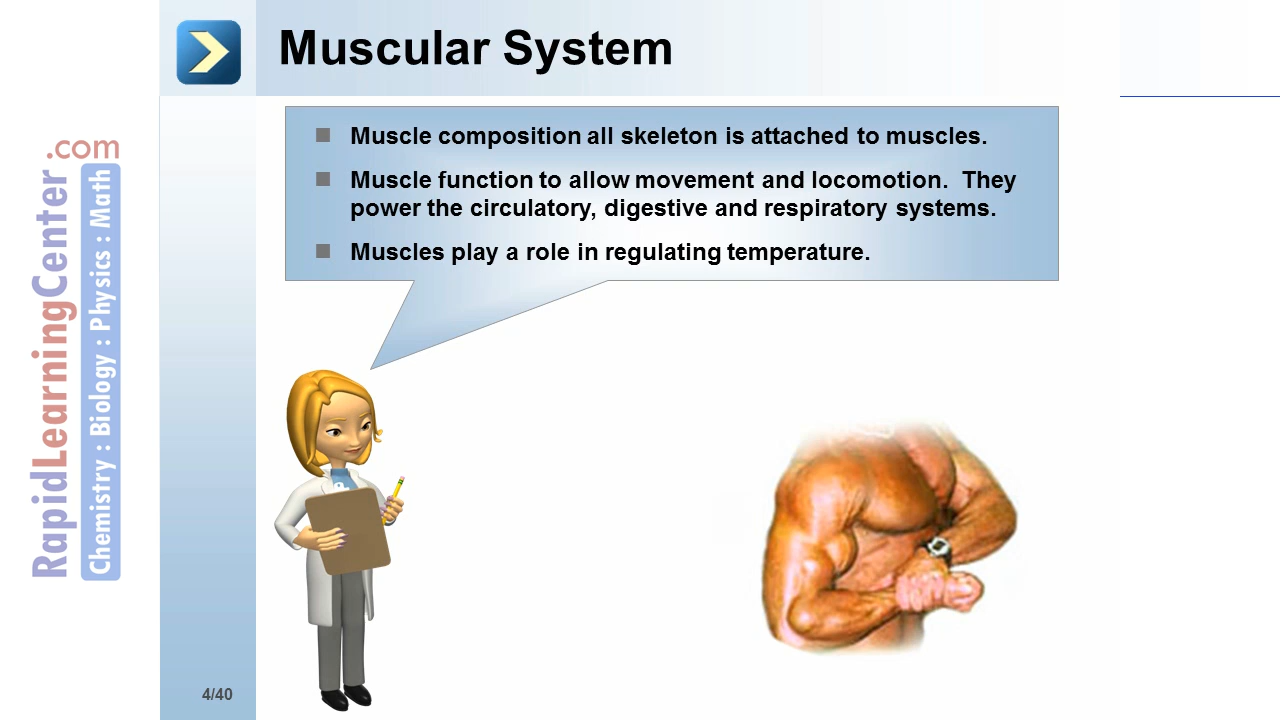 Muscular System
Muscle composition all skeleton is attached to muscles.
Muscle function to allow movement and locomotion.  They
power the circulatory, digestive and respiratory systems.
Muscles play a role in regulating temperature.
RapidLearningCenter.com
Chemistry : Biology : Physics : Math
4/40